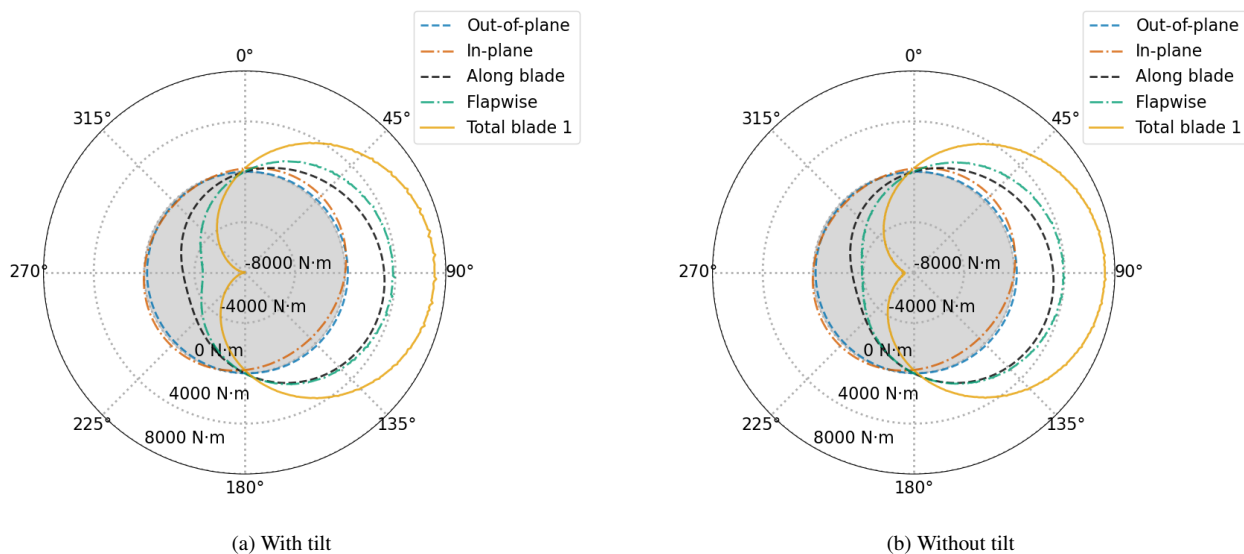 Out-of-plane
In-plane
Along blade
Flapwise
Total blade 1
0°
315°
45°
270°
90°
-8000 N·m
-4000 N·m
0 N·m
4000 N·m
8000 N·m
225°
135°
180°
(a) With tilt
Out-of-plane
In-plane
Along blade
Flapwise
Total blade 1
0°
315°
45°
270°
90°
-8000 N·m
-4000 N·m
0 N·m
4000 N·m
8000 N·m
225°
135°
180°
(b) Without tilt